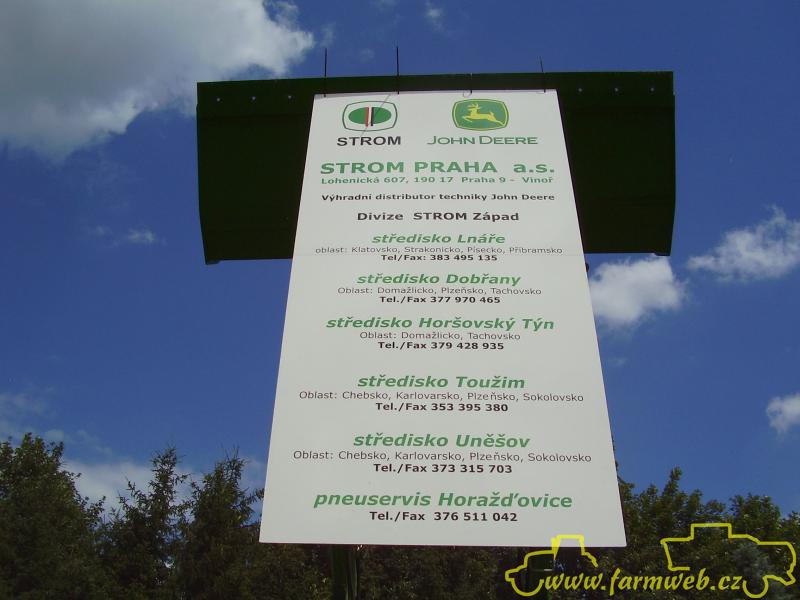 STROM JOHN DEERE
STROM PRAHA a.s.
Lohenická 607, 190 17 Praha 9 - Vinoř
Výhradní distributor techniky John Deere
Divize STROM Západ
středisko Lnáře
oblast: Klatovsko, Strakonicko, Písecko, Příbramsko
Tel/Fax: 383 495 135
středisko Dobřany
Oblast: Domažlicko, Plzeňsko, Tachovsko
Tel./Fax 377 970 465
středisko Horšovský Týn
Oblast: Domažlicko, Tachovsko
Tel./Fax 379 428 935
středisko Toužim
Oblast: Chebsko, Karlovarsko, Plzeňsko, Sokolovsko
Tel./Fax 353 395 380
středisko Uněšov
Oblast: Chebsko, Karlovarsko, Plzeňsko, Sokolovsko
Tel./Fax 373 315 703
pneuservis Horažďovice
Tel./Fax 376 511 042
www.farmweb.cz